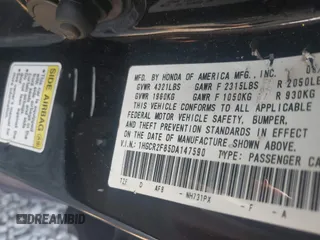 MFD. BY HONDA OF AMERICA MFG., INC.
GVWR 4321LBS GAWR F 2315LBS R 2050LB
GVWR 1960KG GAWR F 1050KG R 930KG
THIS VEHICLE CONFORMS TO ALL APPLICABLE
FEDERAL MOTOR VEHICLE SAFETY, BUMPER,
AND THEFT PREVENTION STANDARDS IN EFFECT
ON THE DATE OF MANUFACTURE SHOWN ABOVE.
V.I.N.: 1HGCR2F85DA147590
TYPE: PASSENGER CA
NH731PX - F - A
SIDE AIRBAG
DREAMBID